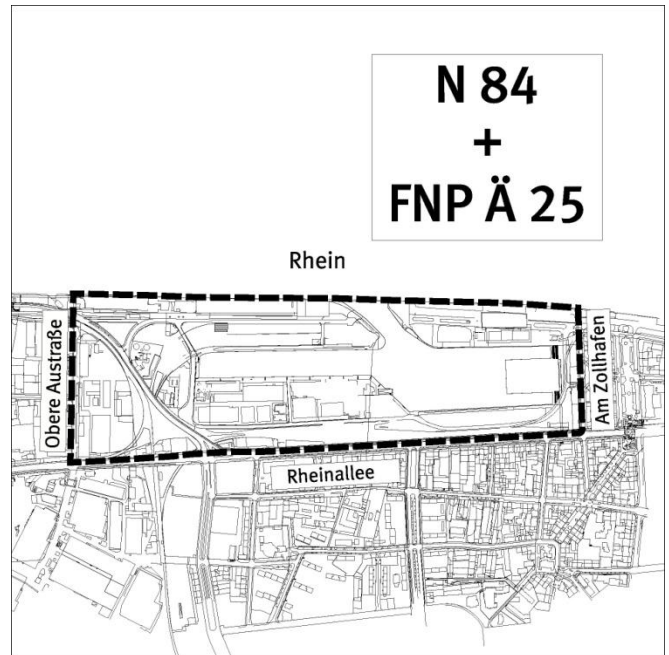 N 84
+
FNP Ä 25
Rhein
Obere Austraße
Am Zollhafen
Rheinallee